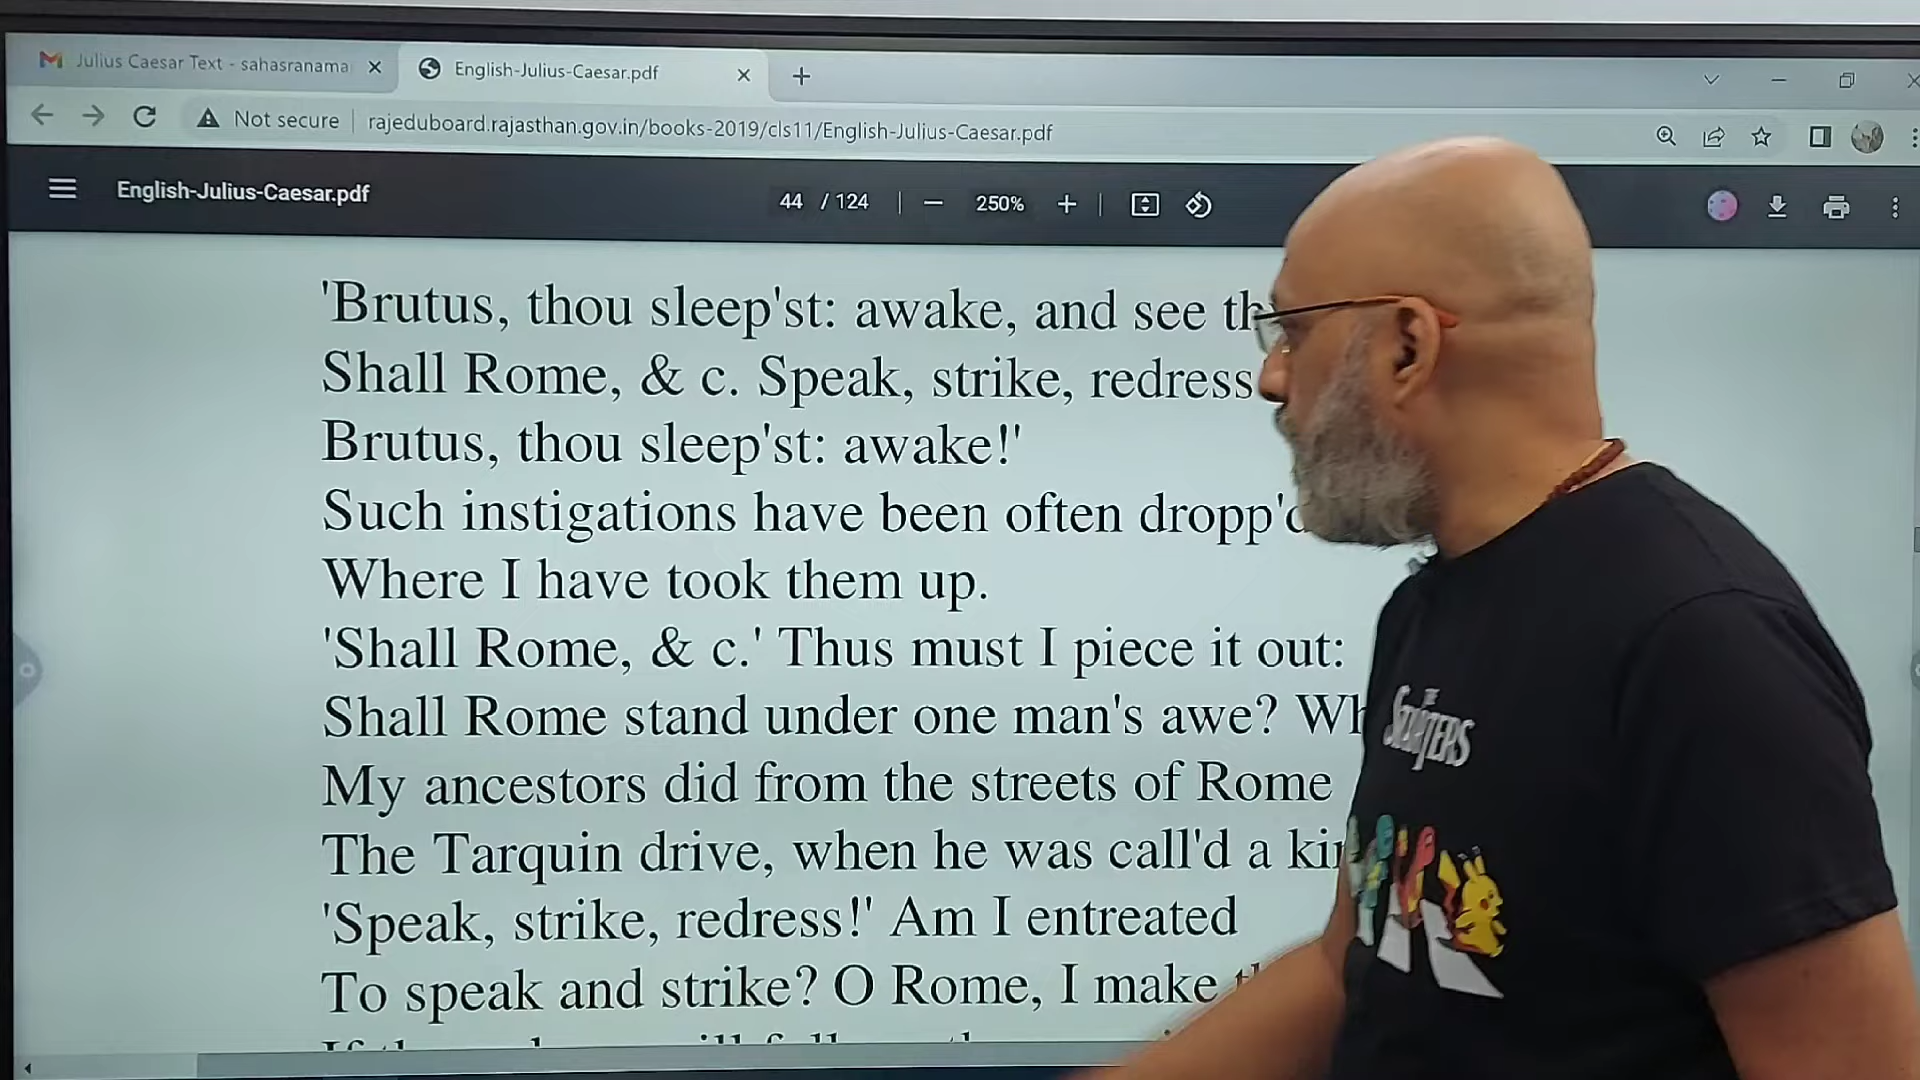 Julius Caesar Text - sahasranama
English-Julius-Caesar.pdf
Not secure
rajeduboard.rajasthan.gov.in/books-2019/cls11/English-Julius-Caesar.pdf
English-Julius-Caesar.pdf
44 / 124
250%
'Brutus, thou sleep'st: awake, and see
Shall Rome, & c. Speak, strike, redress
Brutus, thou sleep'st: awake!'
Such instigations have been often dropp'd
Where I have took them up.
'Shall Rome, & c.' Thus must I piece it out:
Shall Rome stand under one man's awe?
My ancestors did from the streets of Rome
The Tarquin drive, when he was call'd a
'Speak, strike, redress!' Am I entreated
To speak and strike? O Rome, I make
THE